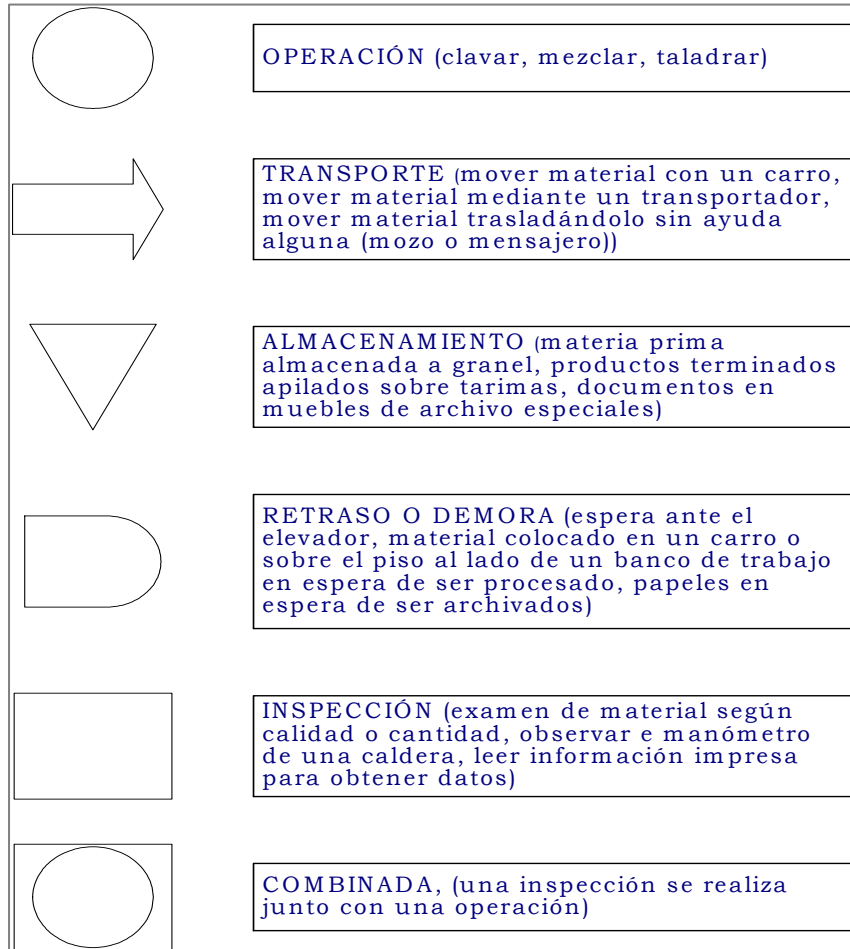 OPERACIÓN (clavar, mezclar, taladrar)
TRANSPORTE (mover material con un carro,
mover material mediante un transportador,
mover material trasladándolo sin ayuda
alguna (mozo o mensajero))
ALMACENAMIENTO (materia prima
almacenada a granel, productos terminados
apilados sobre tarimas, documentos en
muebles de archivo especiales)
RETRASO O DEMORA (espera ante el
elevador, material colocado en un carro o
sobre el piso al lado de un banco de trabajo
en espera de ser procesado, papeles en
espera de ser archivados)
INSPECCIÓN (examen de material según
calidad o cantidad, observar e manómetro
de una caldera, leer información impresa
para obtener datos)
COMBINADA, (una inspección se realiza
junto con una operación)